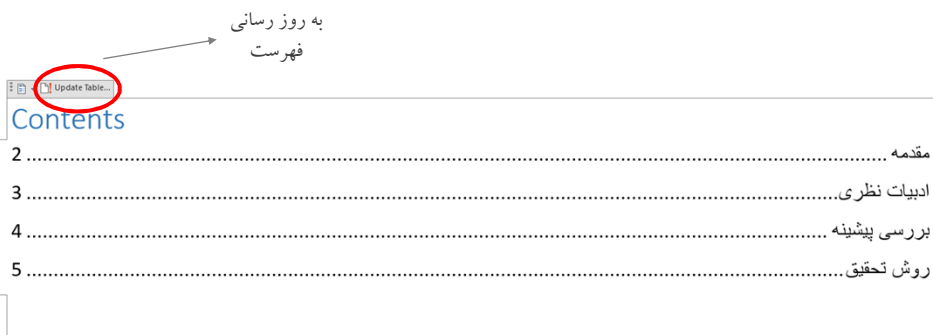 به روز رسانی
فهرست
Update Table...
Contents
مقدمه ................................................................................ 2
ادبیات نظری................................................................................ 3
بررسی پیشینه ................................................................................ 4
روش تحقیق................................................................................ 5